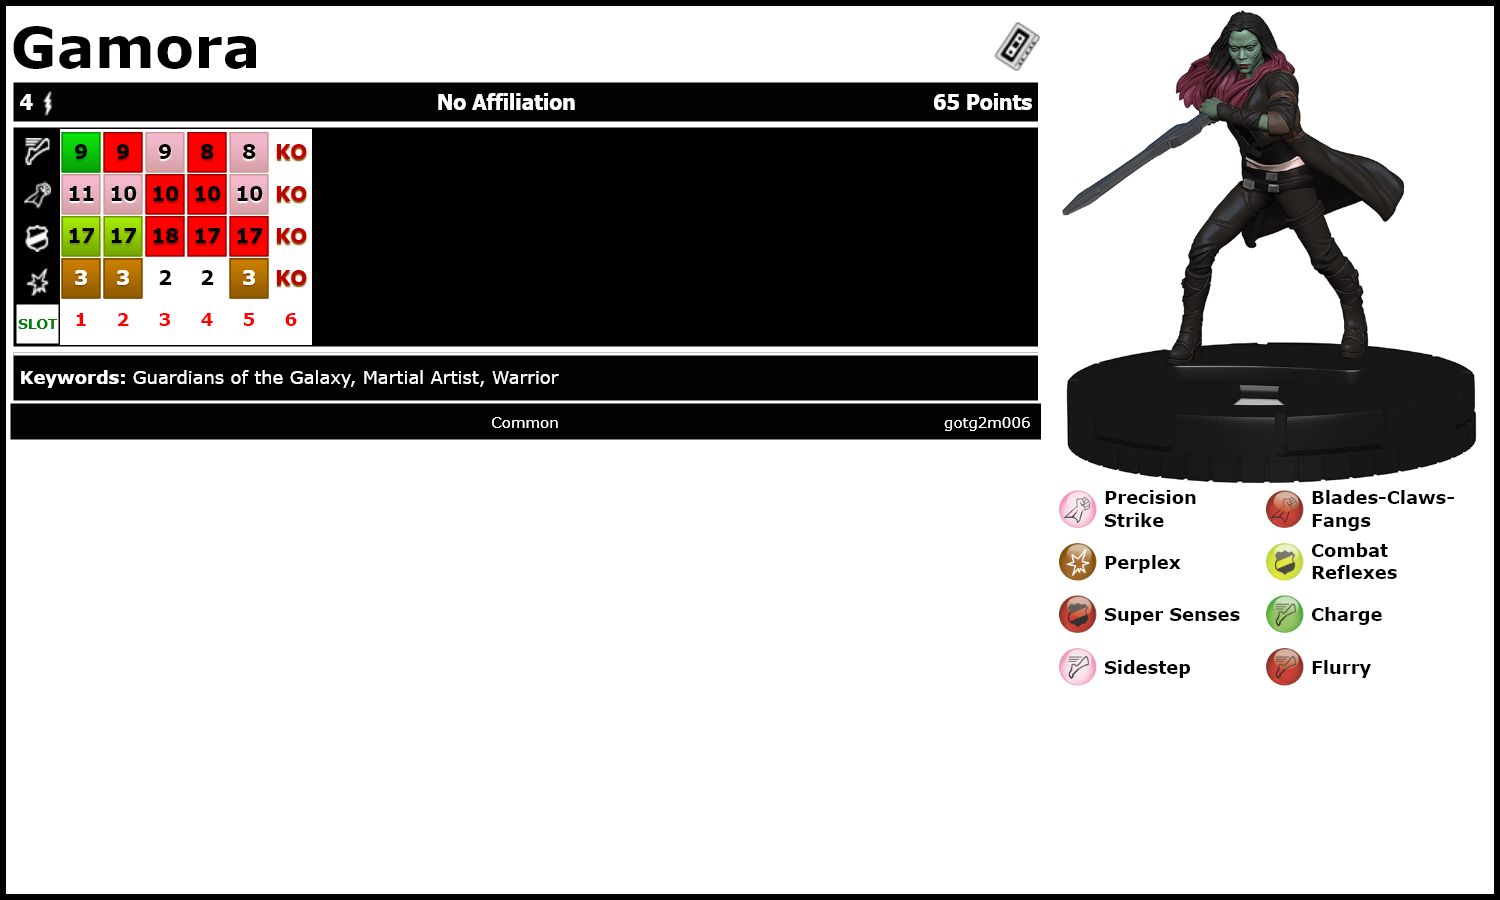 Gamora
4 No Affiliation 65 Points
9 9 9 8 8 KO
11 10 10 10 10 KO
17 17 18 17 17 KO
3 3 2 2 3 KO
SLOT 1 2 3 4 5 6
Keywords: Guardians of the Galaxy, Martial Artist, Warrior
Common gotg2m006
Precision
Strike
Blades-Claws-
Fangs
Perplex
Combat
Reflexes
Super Senses
Charge
Sidestep
Flurry